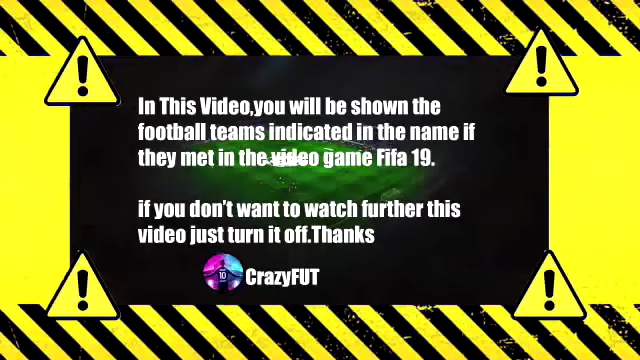 In This Video,you will be shown the
football teams indicated in the name if
they met in the video game Fifa 19.
if you don't want to watch further this
video just turn it off.Thanks
10
CrazyFUT